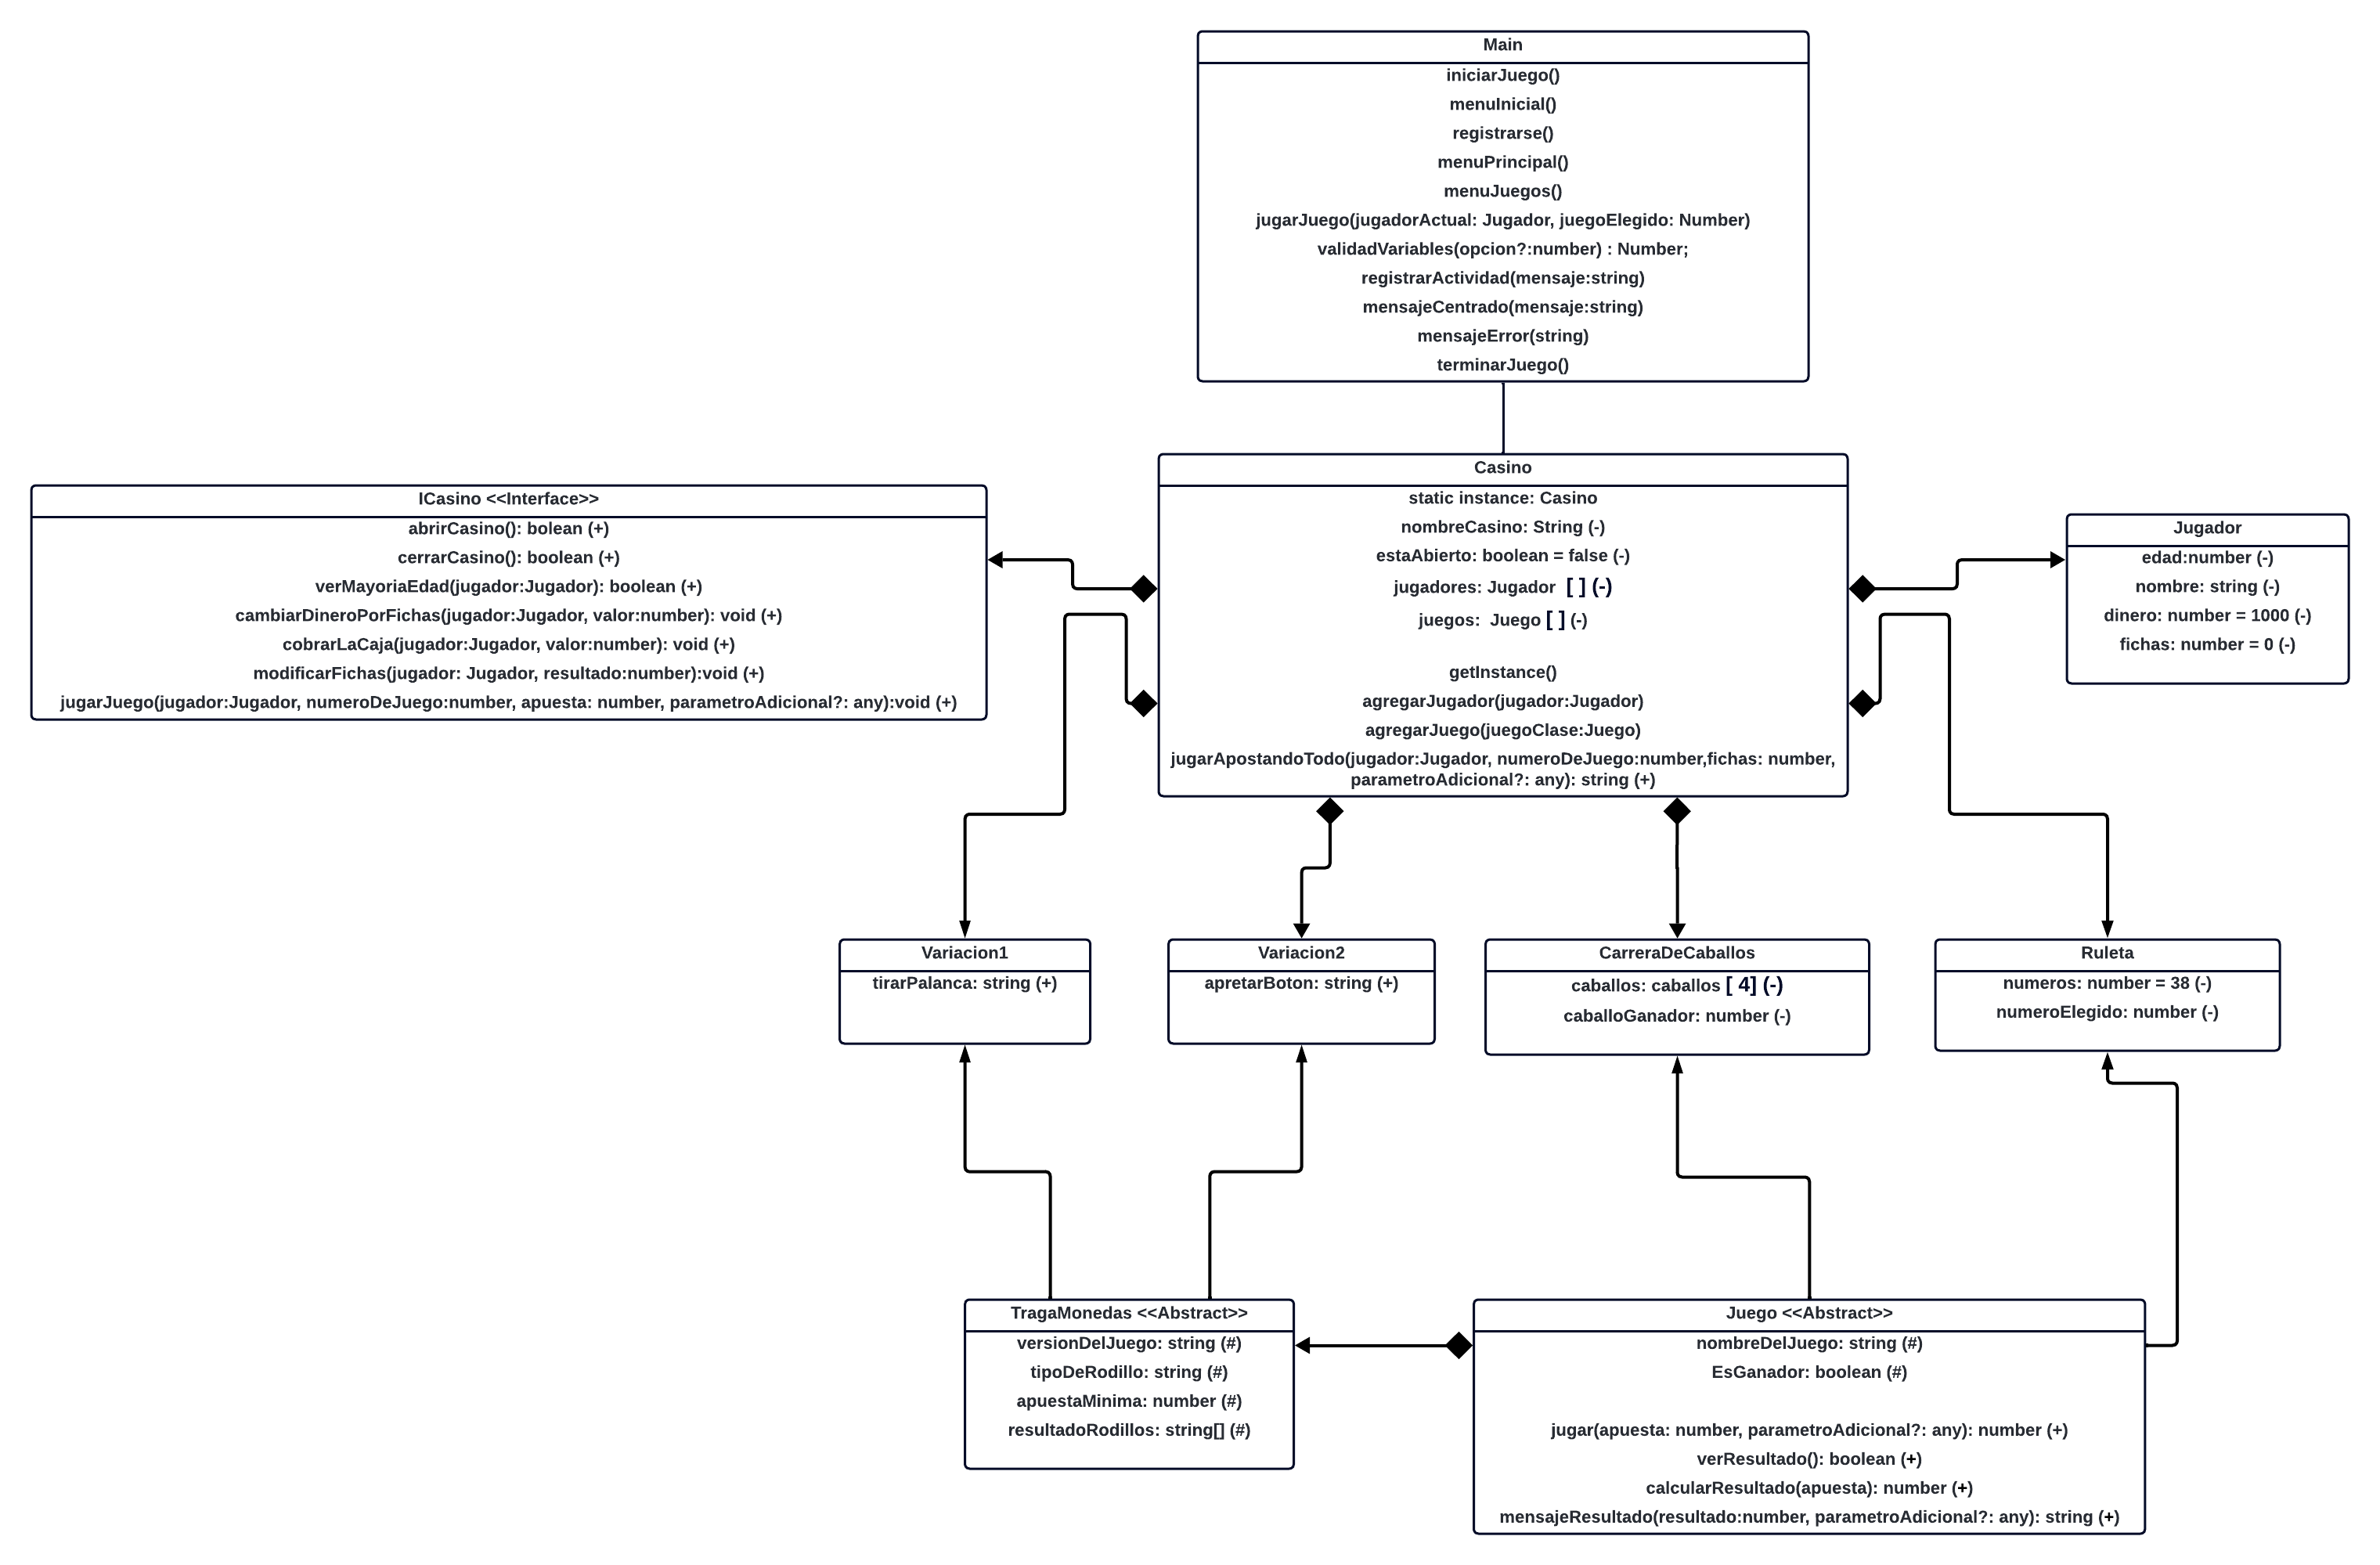 Main
iniciarJuego()
menuInicial()
registrarse()
menuPrincipal()
menuJuegos()
jugarJuego(jugadorActual: Jugador, juegoElegido: Number)
validadVariables(opcion?:number) : Number;
registrarActividad(mensaje:string)
mensajeCentrado(mensaje:string)
mensajeError(string)
terminarJuego()
ICasino <<Interface>>
abrirCasino(): bolean (+)
cerrarCasino(): boolean (+)
verMayoriaEdad(jugador:Jugador): boolean (+)
cambiarDineroPorFichas(jugador:Jugador, valor:number): void (+)
cobrarLaCaja(jugador:Jugador, valor:number): void (+)
modificarFichas(jugador: Jugador, resultado:number):void (+)
jugarJuego(jugador:Jugador, numeroDeJuego:number, apuesta: number, parametroAdicional?: any):void (+)
Casino
static instance: Casino
nombreCasino: String (-)
estaAbierto: boolean = false (-)
jugadores: Jugador [ ] (-)
juegos: Juego [ ] (-)
getInstance()
agregarJugador(jugador:Jugador)
agregarJuego(juegoClase:Juego)
jugarApostandoTodo(jugador:Jugador, numeroDeJuego:number,fichas: number,
parametroAdicional?: any): string (+)
Jugador
edad:number (-)
nombre: string (-)
dinero: number = 1000 (-)
fichas: number = 0 (-)
Variacion1
tirarPalanca: string (+)
Variacion2
apretarBoton: string (+)
CarreraDeCaballos
caballos: caballos [ 4] (-)
caballoGanador: number (-)
Ruleta
numeros: number = 38 (-)
numeroElegido: number (-)
TragaMonedas <<Abstract>>
versionDelJuego: string (#)
tipoDeRodillo: string (#)
apuestaMinima: number (#)
resultadoRodillos: string[] (#)
Juego <<Abstract>>
nombreDelJuego: string (#)
EsGanador: boolean (#)
jugar(apuesta: number, parametroAdicional?: any): number (+)
verResultado(): boolean (+)
calcularResultado(apuesta): number (+)
mensajeResultado(resultado:number, parametroAdicional?: any): string (+)